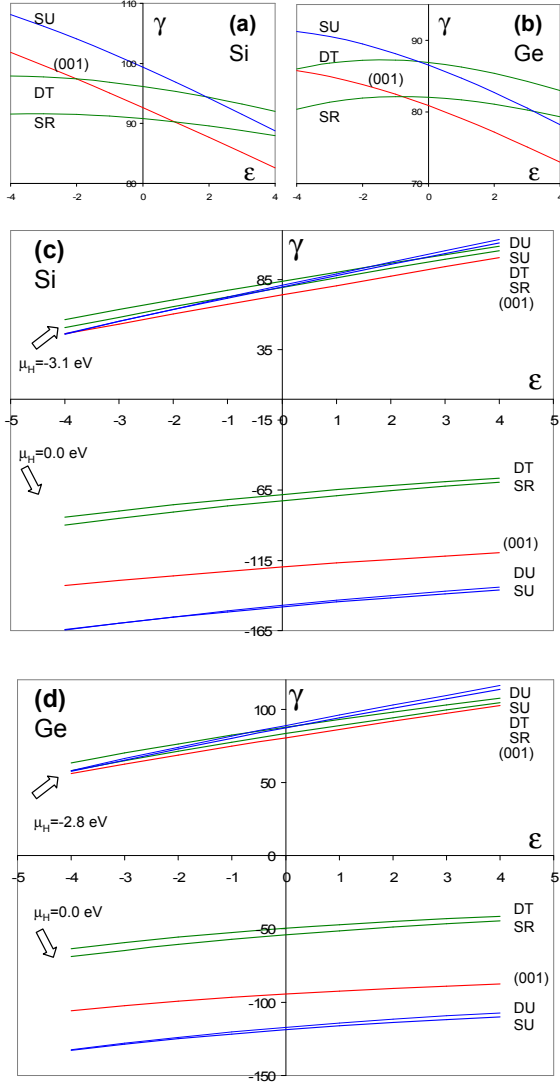 110 γ (a)
SU
Si
(001)
100
DT
90
SR
80 ε
-4 -2 0 2 4
γ (b)
SU
Ge
90
DT
(001)
80
SR
70 ε
-4 -2 0 2 4
(c) γ
Si
DU
85 SU
DT
SR
(001)
μH=-3.1 eV
35
ε
-5 -4 -3 -2 -1 0 1 2 3 4 5
-15
μH=0.0 eV
DT
-65 SR
(001)
-115
DU
SU
-165
(d) γ
Ge
100 DU
SU
DT
SR
(001)
50
μH=-2.8 eV
ε
0
-5 -4 -3 -2 -1 0 1 2 3 4 5
μH=0.0 eV
DT
-50 SR
(001)
-100
DU
SU
-150